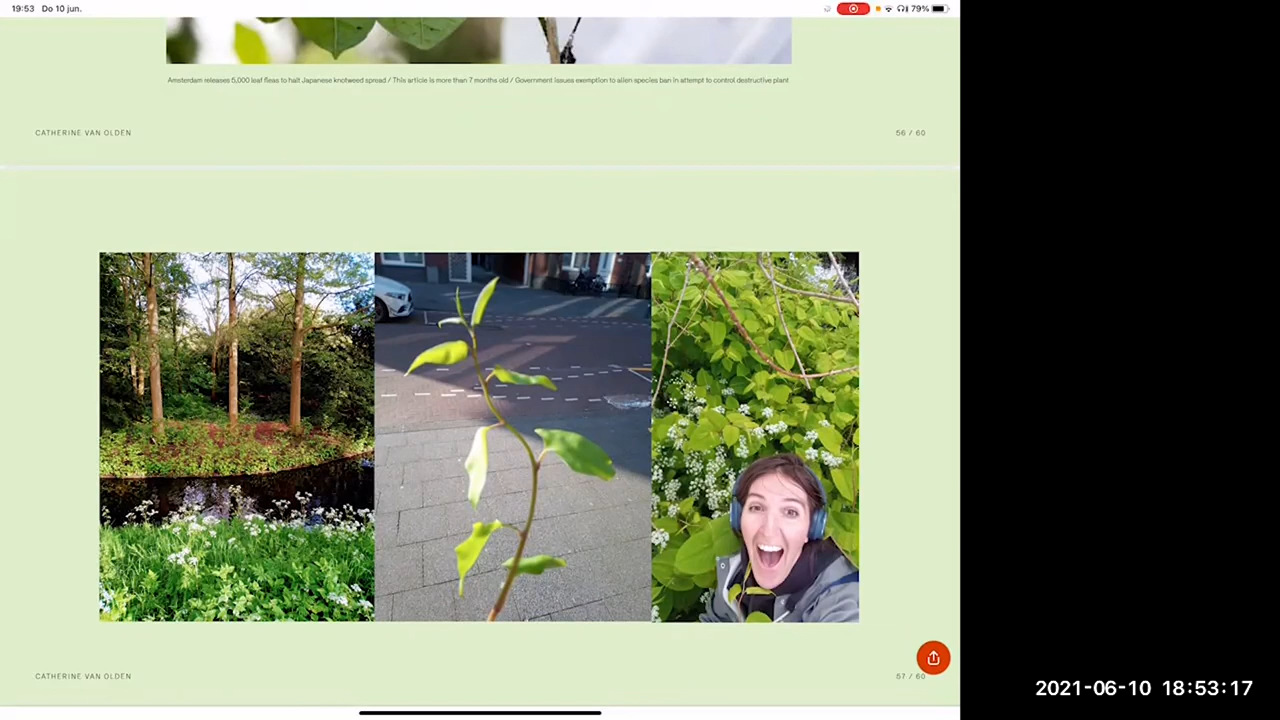 19:53 Do 10 jun.
79%
Amsterdam releases 5,000 leaf fleas to halt Japanese knotweed spread / This article is more than 7 months old / Government issues exemption to alien species ban in attempt to control destructive plant
CATHERINE VAN OLDEN
56 / 60
CATHERINE VAN OLDEN
57 / 60
2021-06-10 18:53:17